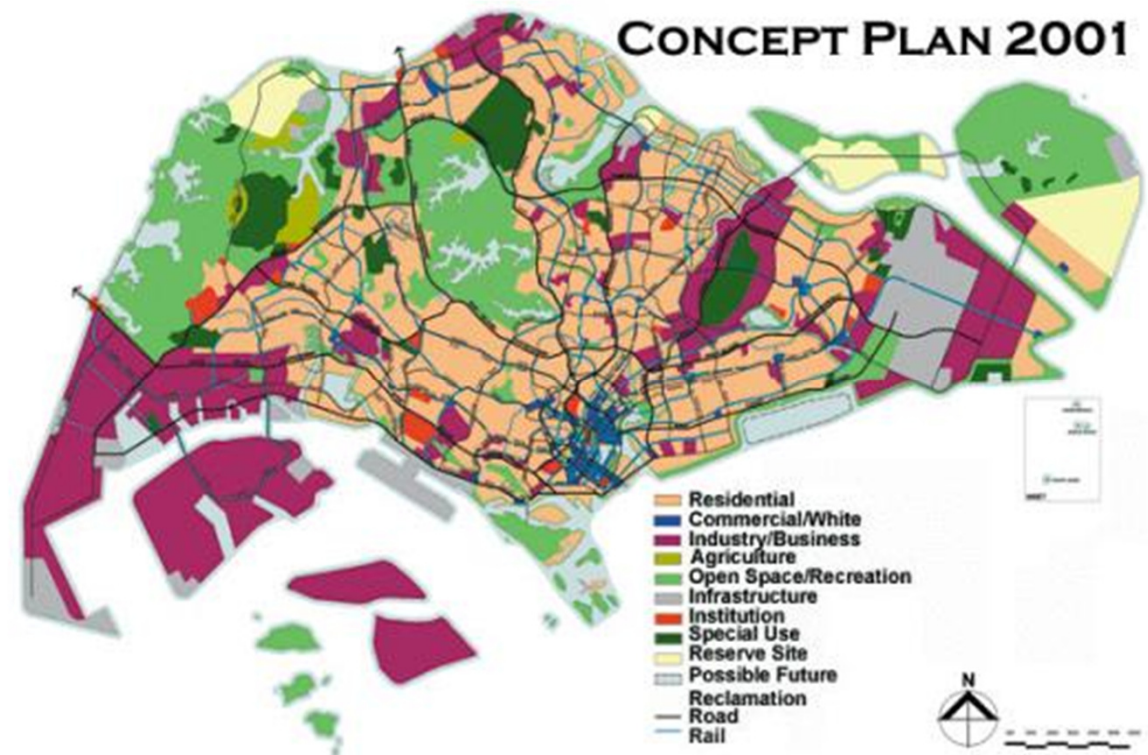 CONCEPT PLAN 2001
Residential
Commercial/White
Industry/Business
Agriculture
Open Space/Recreation
Infrastructure
Institution
Special Use
Reserve Site
Possible Future
Reclamation
Road
Rail
N